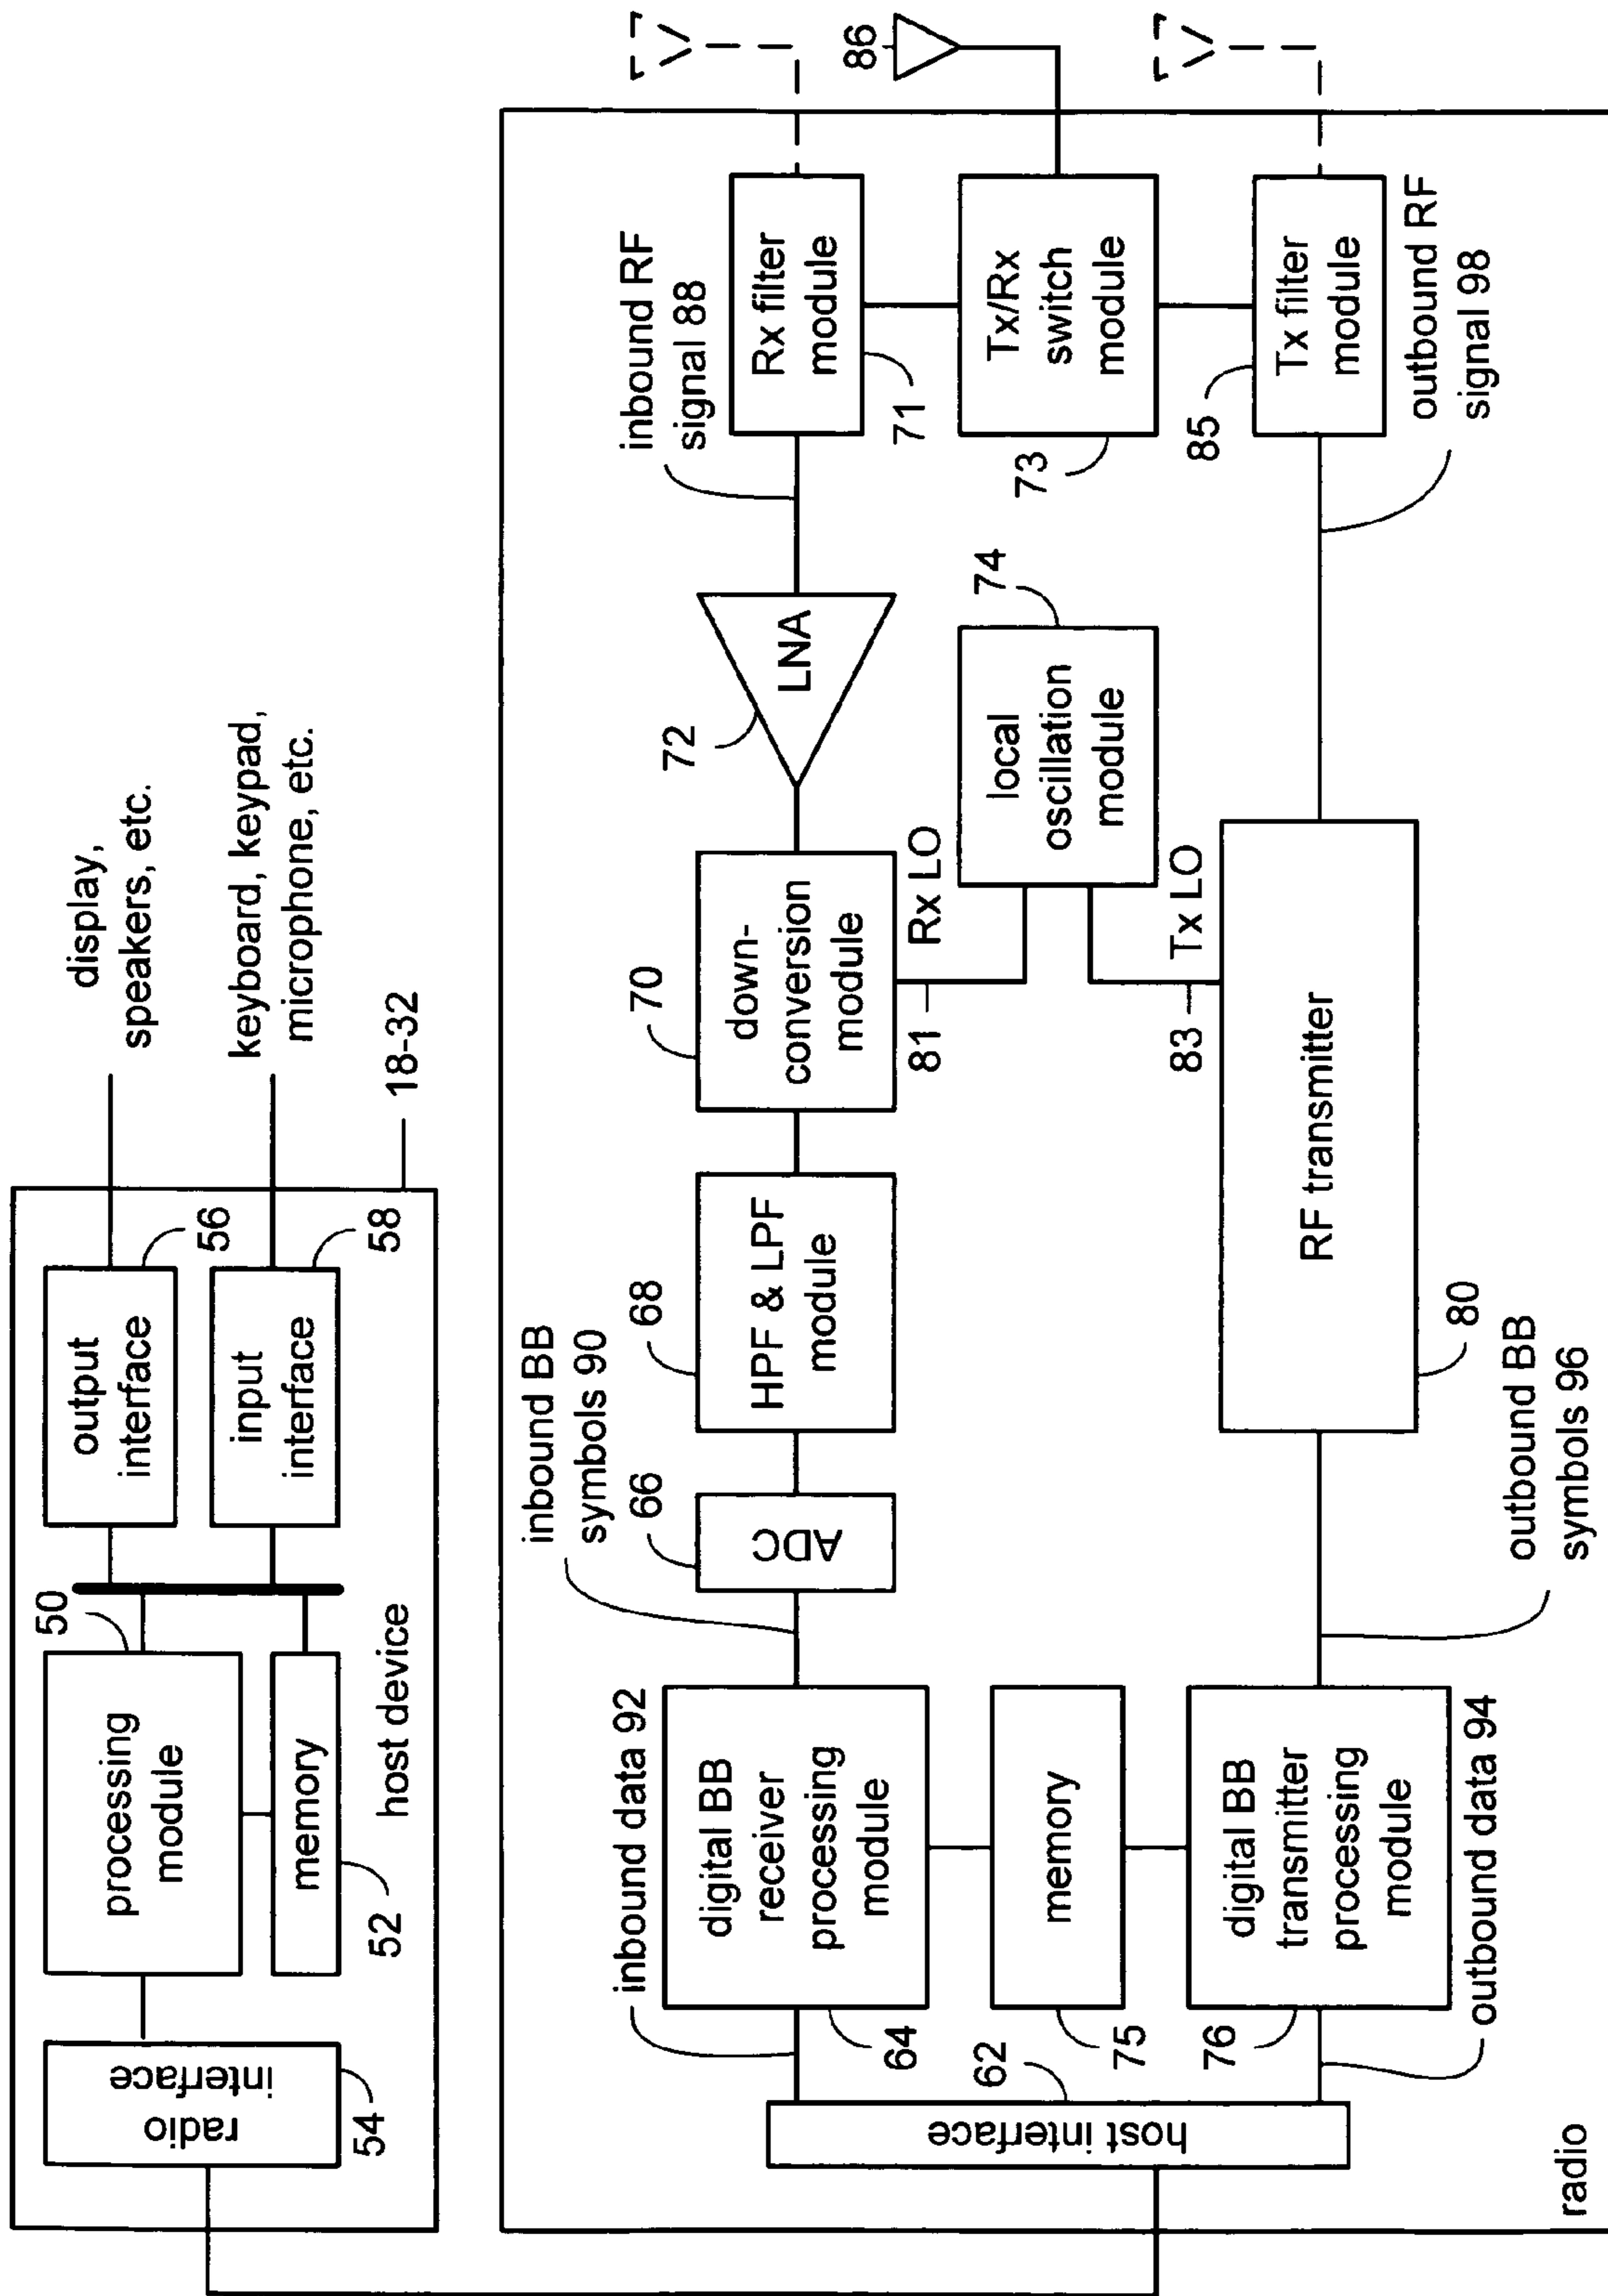 display,
speakers, etc.
keyboard, keypad,
microphone, etc.
18-32
radio
interface
54
processing
module
50
memory
52
host device
output
interface
56
input
interface
58
inbound data 92
digital BB
receiver
processing
module
64
inbound BB
symbols 90
66
ADC
68
HPF & LPF
module
70
down-
conversion
module
72
LNA
inbound RF
signal 88
Rx filter
module
71
86
host interface
62
memory
75
81
Rx LO
83
Tx LO
local
oscillation
module
74
Tx/Rx
switch
module
73
digital BB
transmitter
processing
module
76
outbound data 94
outbound BB
symbols 96
RF transmitter
80
Tx filter
module
85
outbound RF
signal 98
radio